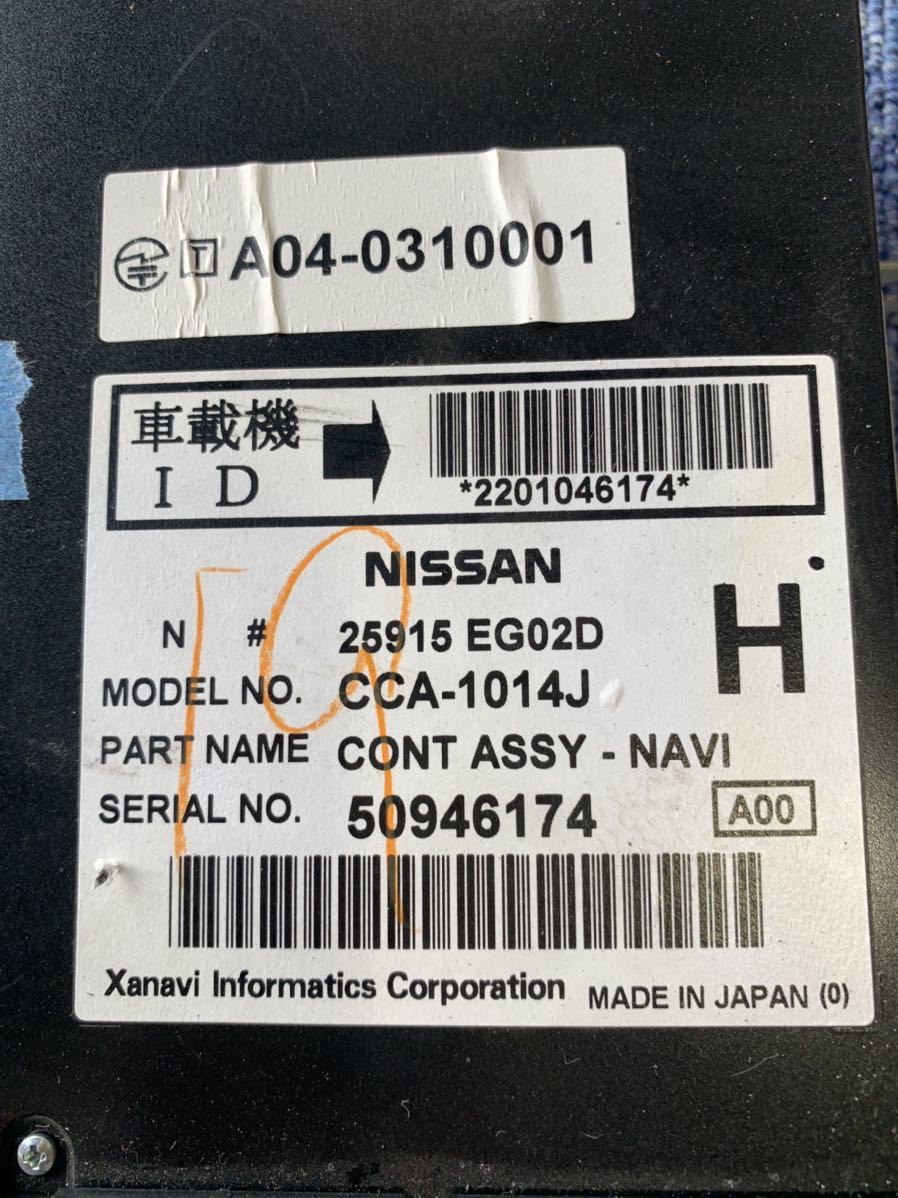 T A04-0310001
車載機
ID
*2201046174*
NISSAN
H
N # 25915 EG02D
MODEL NO. CCA-1014J
PART NAME CONT ASSY - NAVI
SERIAL NO. 50946174
A00
19
Xanavi Informatics Corporation
MADE IN JAPAN (0)